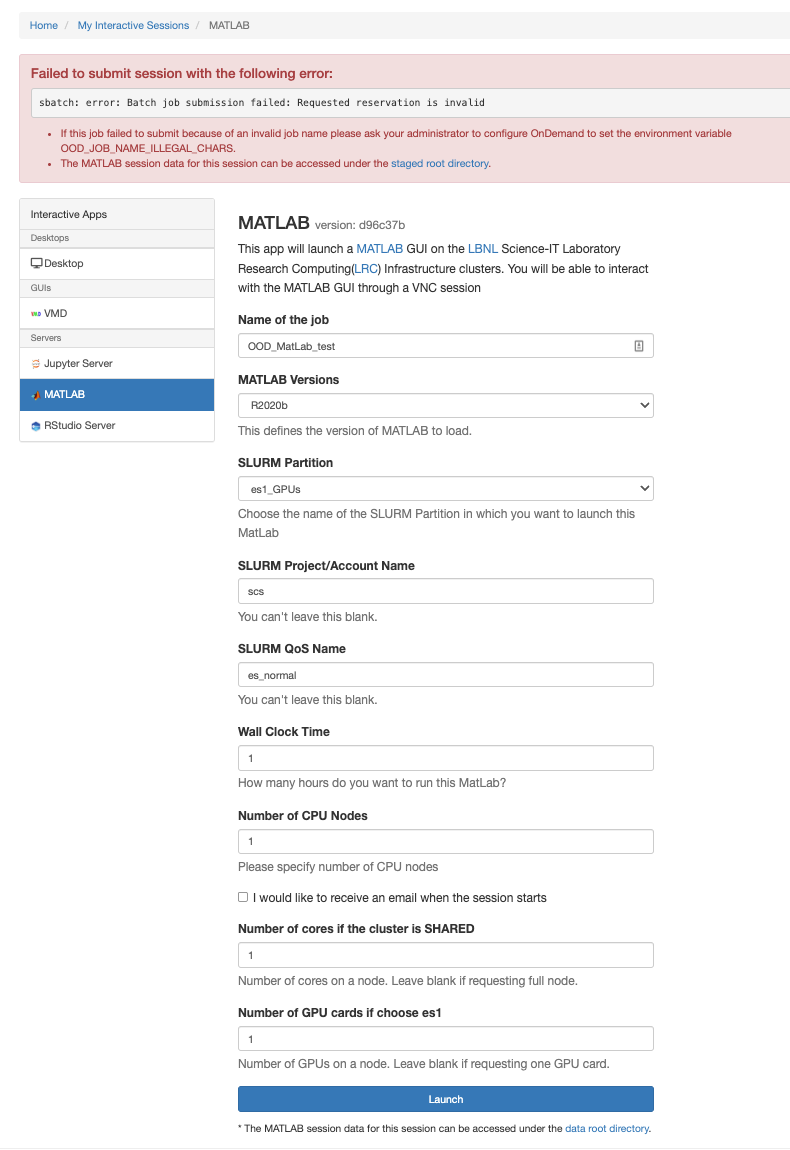 Home / My Interactive Sessions / MATLAB
Failed to submit session with the following error:
sbatch: error: Batch job submission failed: Requested reservation is invalid
• If this job failed to submit because of an invalid job name please ask your administrator to configure OnDemand to set the environment variable
OOD_JOB_NAME_ILLEGAL_CHARS.
• The MATLAB session data for this session can be accessed under the staged root directory.
Interactive Apps
Desktops
Desktop
GUIs
VMD
Servers
Jupyter Server
MATLAB
RStudio Server
MATLAB version: d96c37b
This app will launch a MATLAB GUI on the LBNL Science-IT Laboratory
Research Computing(LRC) Infrastructure clusters. You will be able to interact
with the MATLAB GUI through a VNC session
Name of the job
OOD_MatLab_test
MATLAB Versions
R2020b
This defines the version of MATLAB to load.
SLURM Partition
es1_GPUs
Choose the name of the SLURM Partition in which you want to launch this
MatLab
SLURM Project/Account Name
scs
You can't leave this blank.
SLURM QoS Name
es_normal
You can't leave this blank.
Wall Clock Time
1
How many hours do you want to run this MatLab?
Number of CPU Nodes
1
Please specify number of CPU nodes
I would like to receive an email when the session starts
Number of cores if the cluster is SHARED
1
Number of cores on a node. Leave blank if requesting full node.
Number of GPU cards if choose es1
1
Number of GPUs on a node. Leave blank if requesting one GPU card.
Launch
* The MATLAB session data for this session can be accessed under the data root directory.